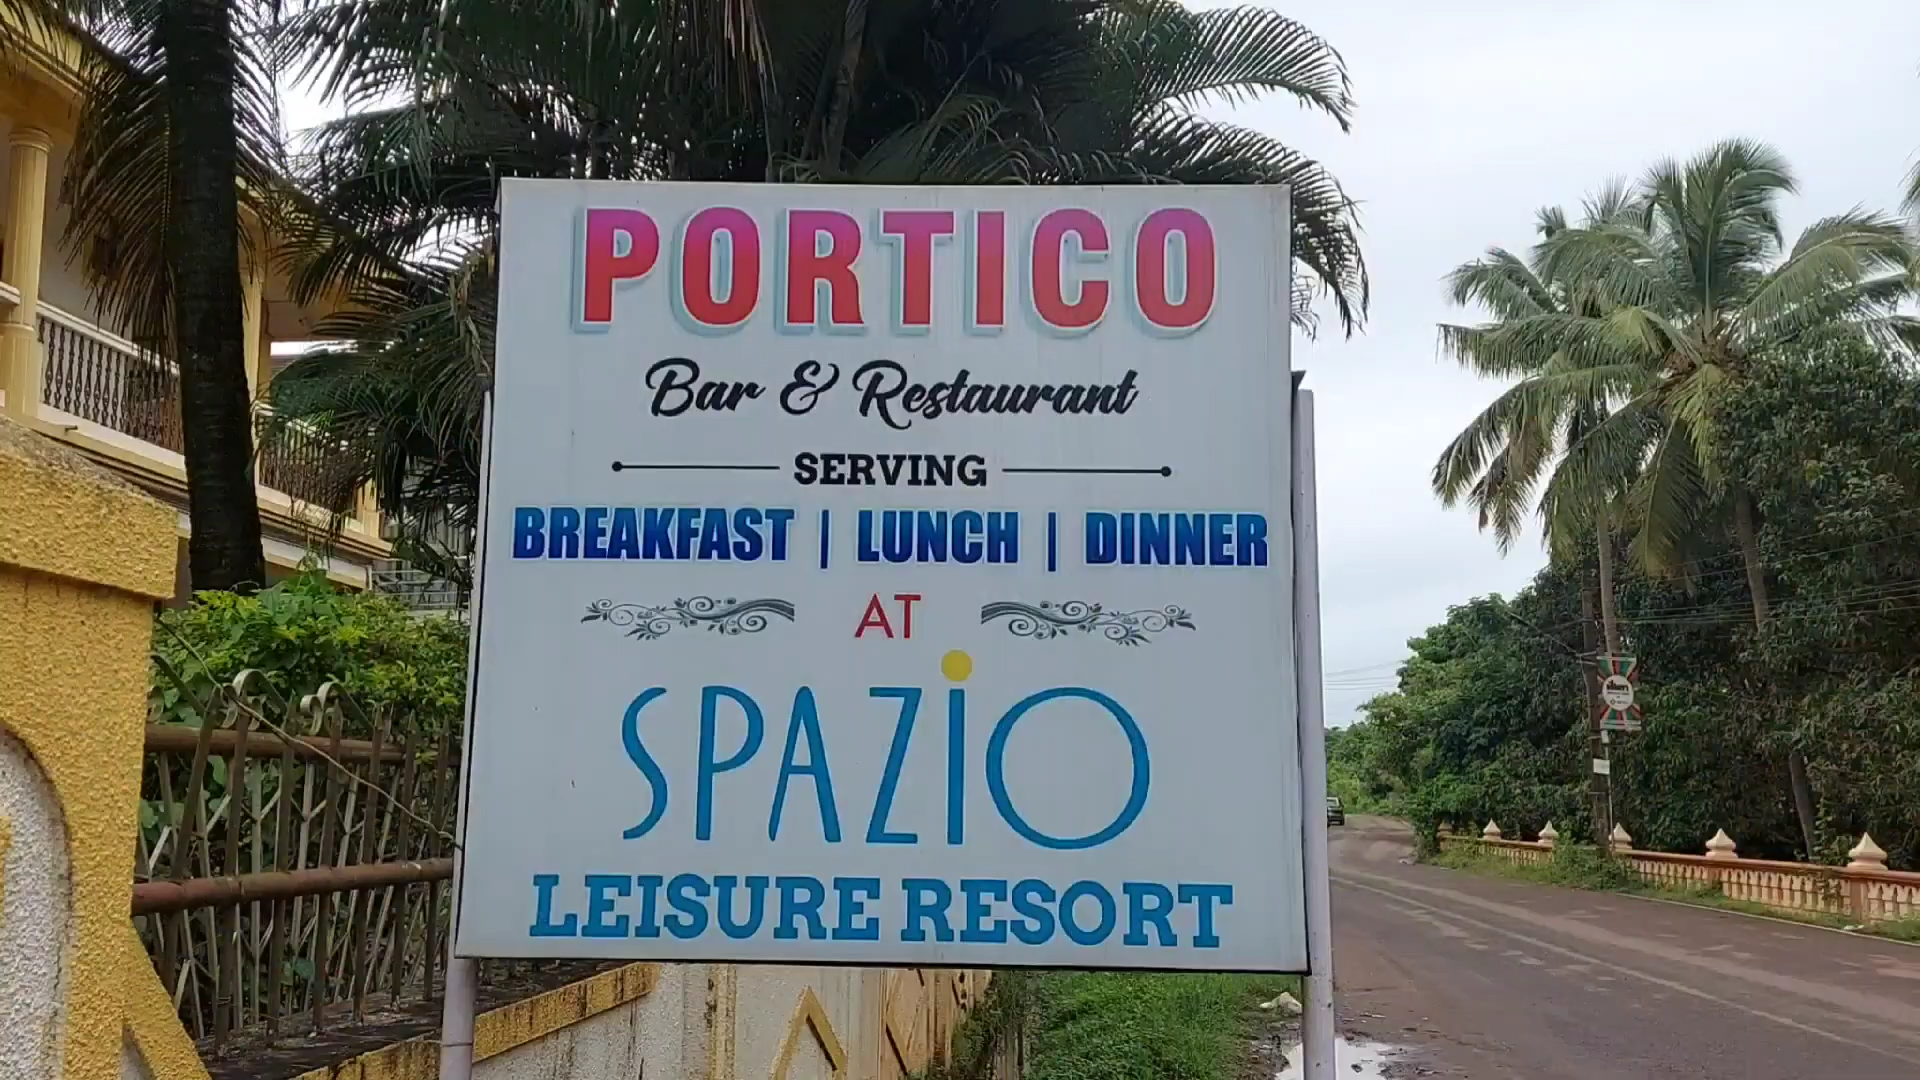 PORTICO
Bar & Restaurant
SERVING
BREAKFAST | LUNCH | DINNER
AT
SPAZiO
LEISURE RESORT